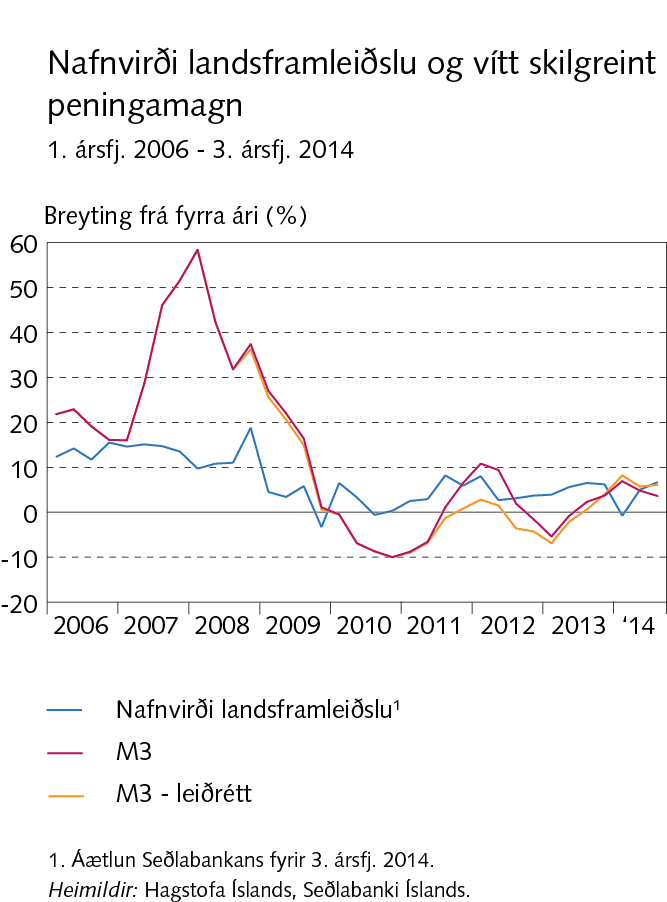 Nafnvirði landsframleiðslu og vítt skilgreint
peningamagn
1. ársfj. 2006 - 3. ársfj. 2014
Breyting frá fyrra ári (%)
60
50
40
30
20
10
0
-10
-20
2006 2007 2008 2009 2010 2011 2012 2013 ‘14
Nafnvirði landsframleiðslu¹
M3
M3 - leiðrétt
1. Áætlun Seðlabankans fyrir 3. ársfj. 2014.
Heimildir: Hagstofa Íslands, Seðlabanki Íslands.